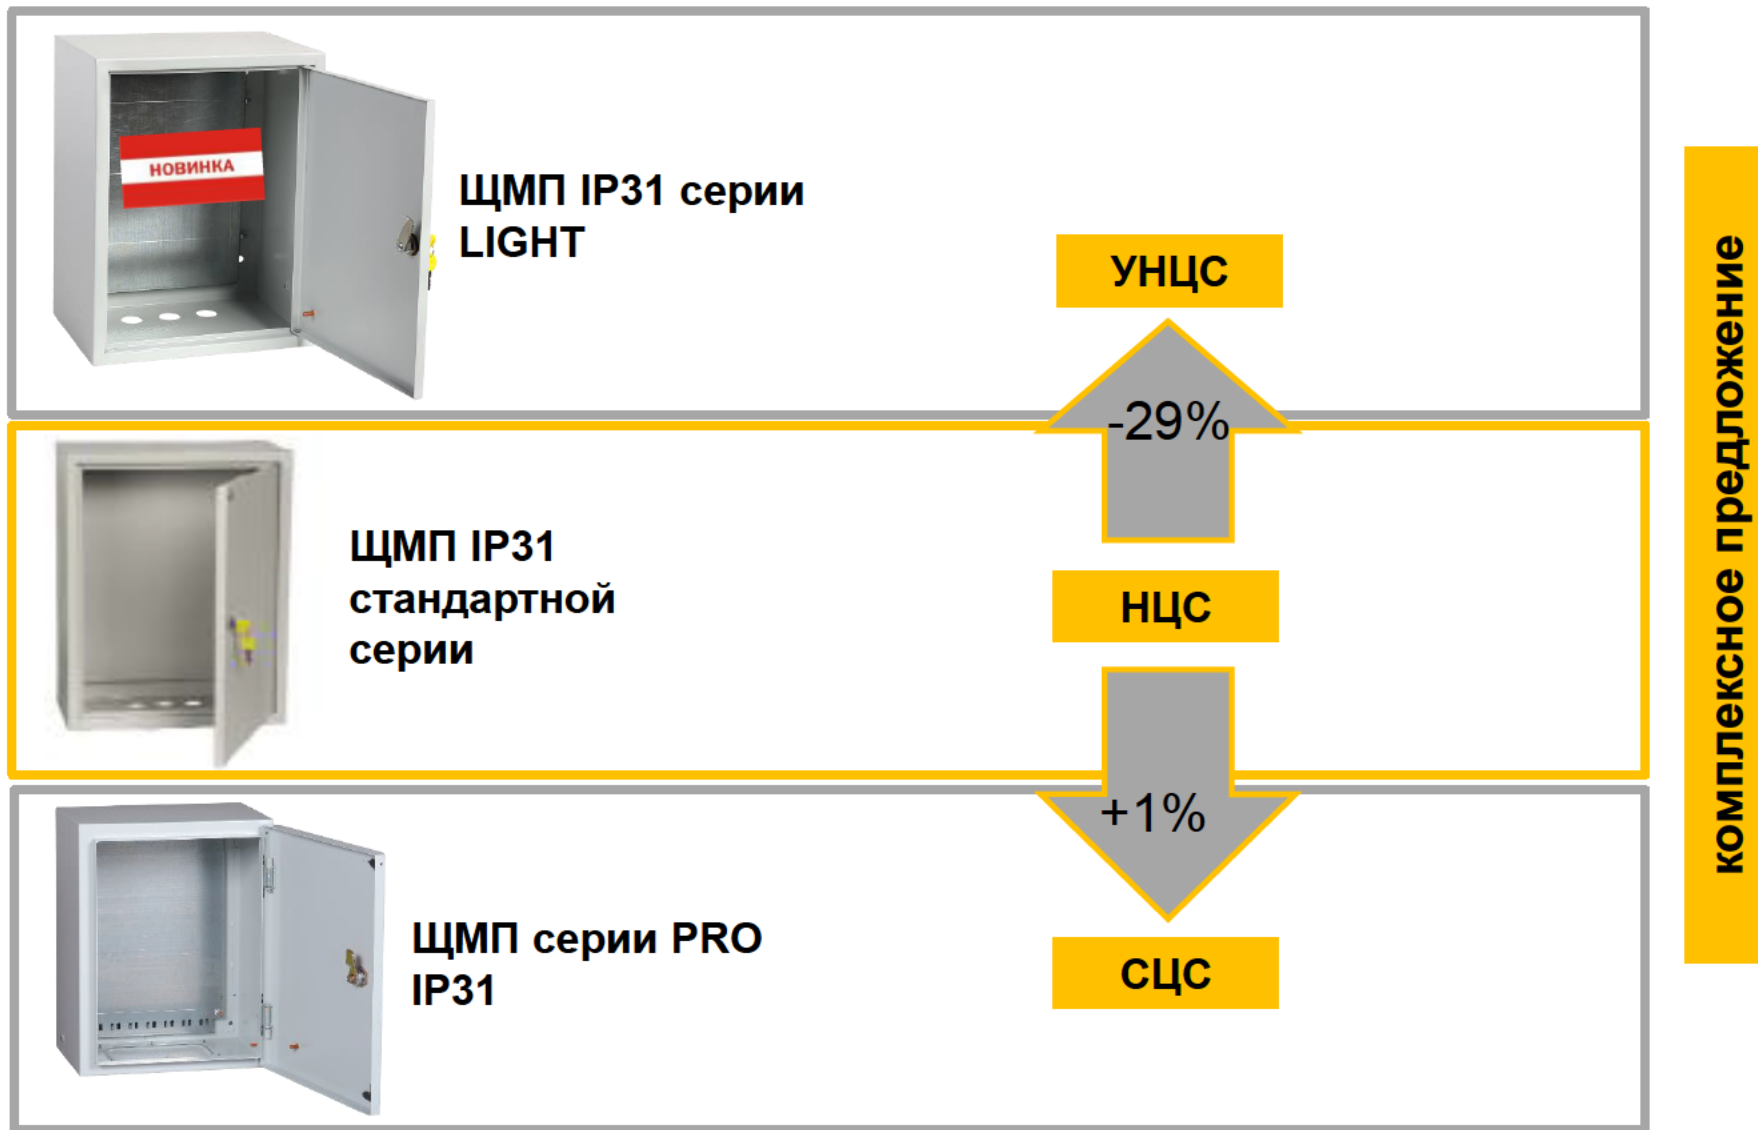 НОВИНКА
ЩМП IP31 серии
LIGHT
УНЦС
-29%
ЩМП IP31
стандартной
серии
НЦС
+1%
ЩМП серии PRO
IP31
СЦС
комплексное предложение